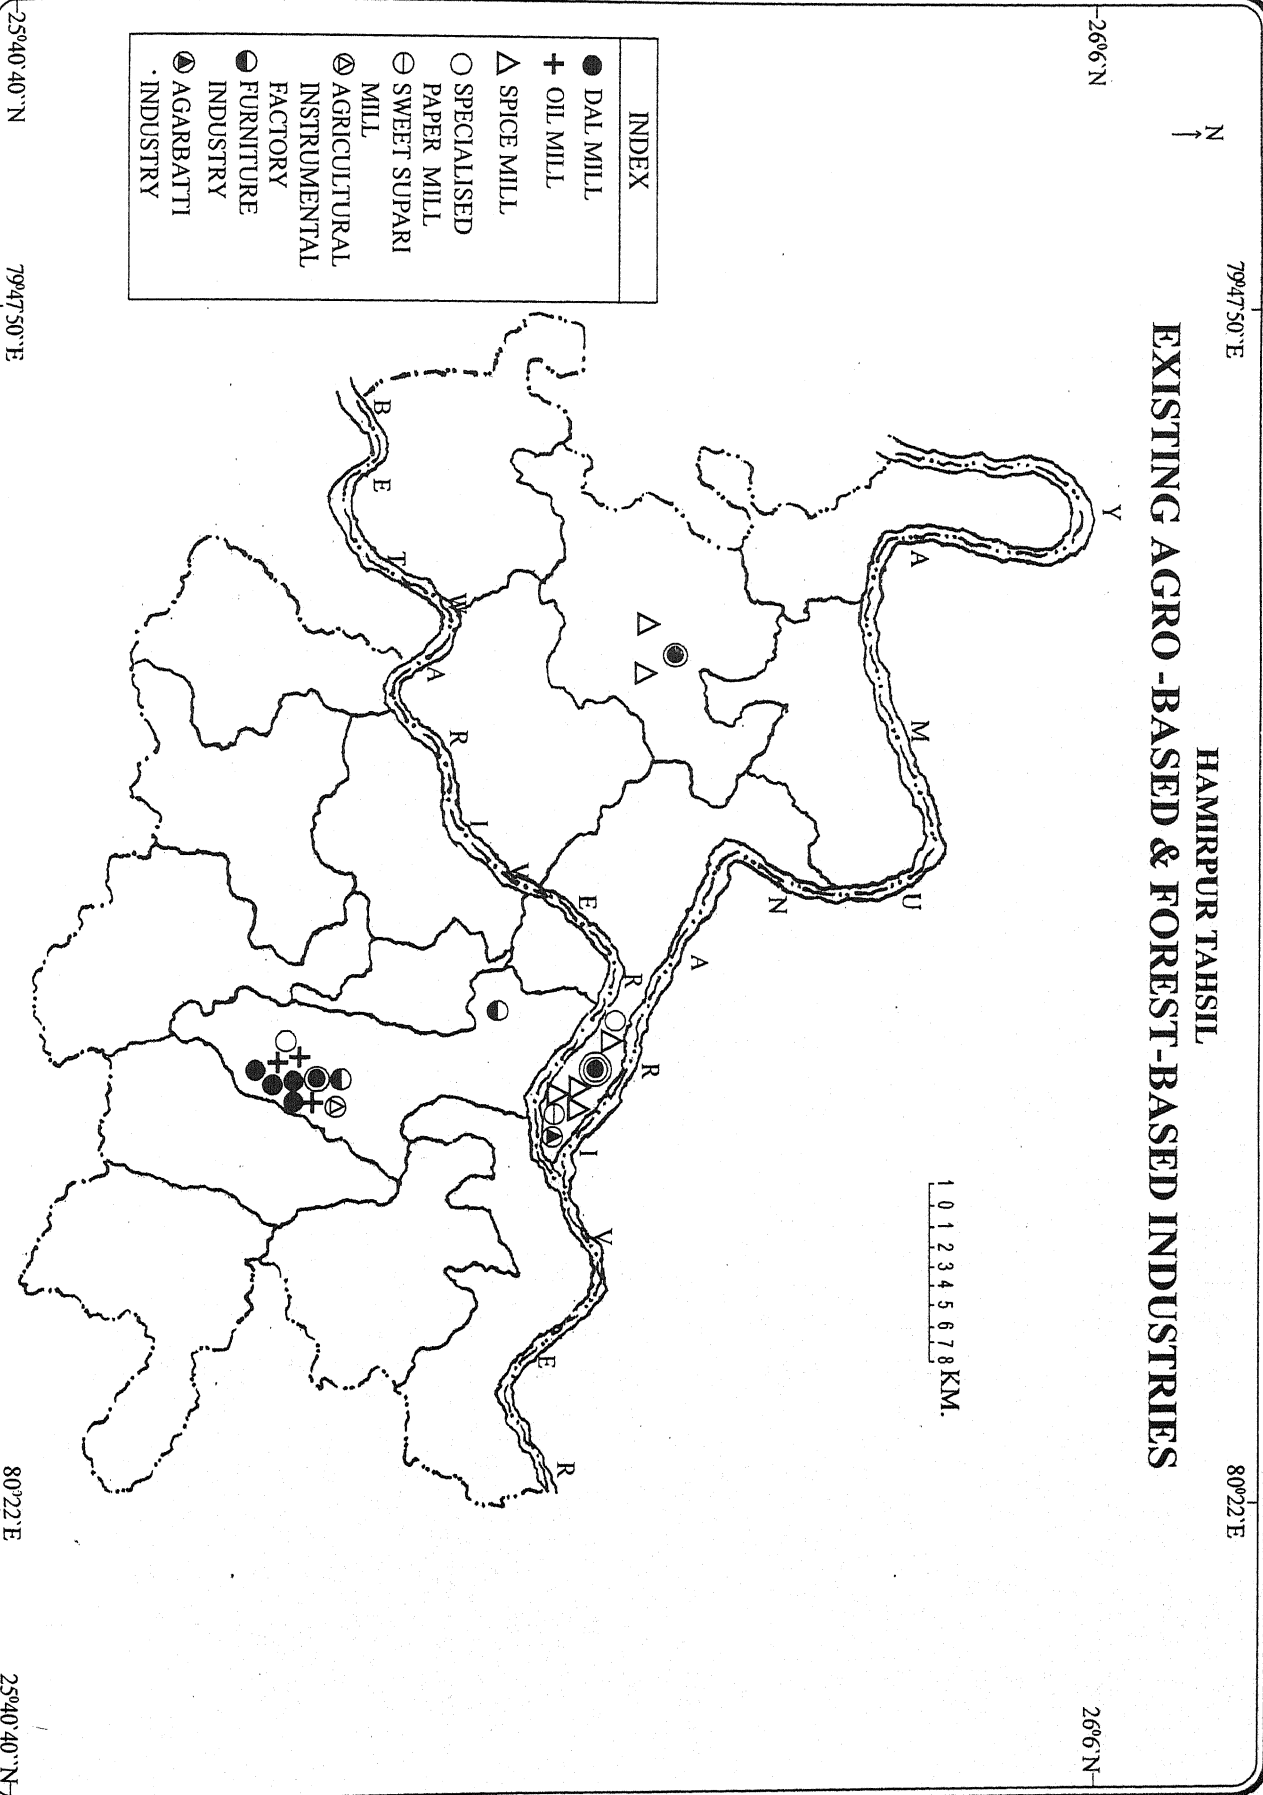 HAMIRPUR TAHSIL
EXISTING AGRO -BASED & FOREST-BASED INDUSTRIES
79°47`50``E
80°22`E
26°6`N
26°6`N
N
1 0 1 2 3 4 5 6 7 8 KM.
Y A M U N A R I V E R
B E T W A R I V E R
INDEX
DAL MILL
OIL MILL
SPICE MILL
SPECIALISED
PAPER MILL
SWEET SUPARI
MILL
AGRICULTURAL
INSTRUMENTAL
FACTORY
FURNITURE
INDUSTRY
AGARBATTI
INDUSTRY
25°40`40``N
25°40`40``N
79°47`50``E
80°22`E